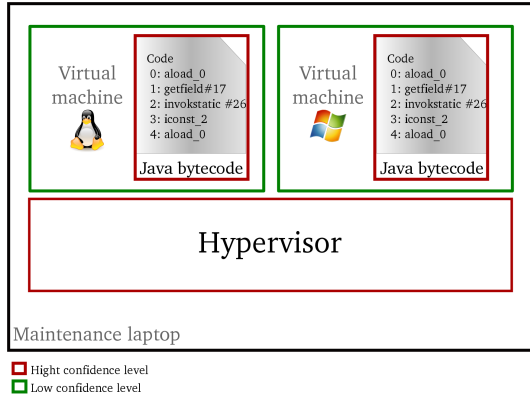 Virtual
machine
Code
0: aload_0
1: getfield#17
2: invokstatic #26
3: iconst_2
4: aload_0
Java bytecode
Virtual
machine
Code
0: aload_0
1: getfield#17
2: invokstatic #26
3: iconst_2
4: aload_0
Java bytecode
Hypervisor
Maintenance laptop
Hight confidence level
Low confidence level